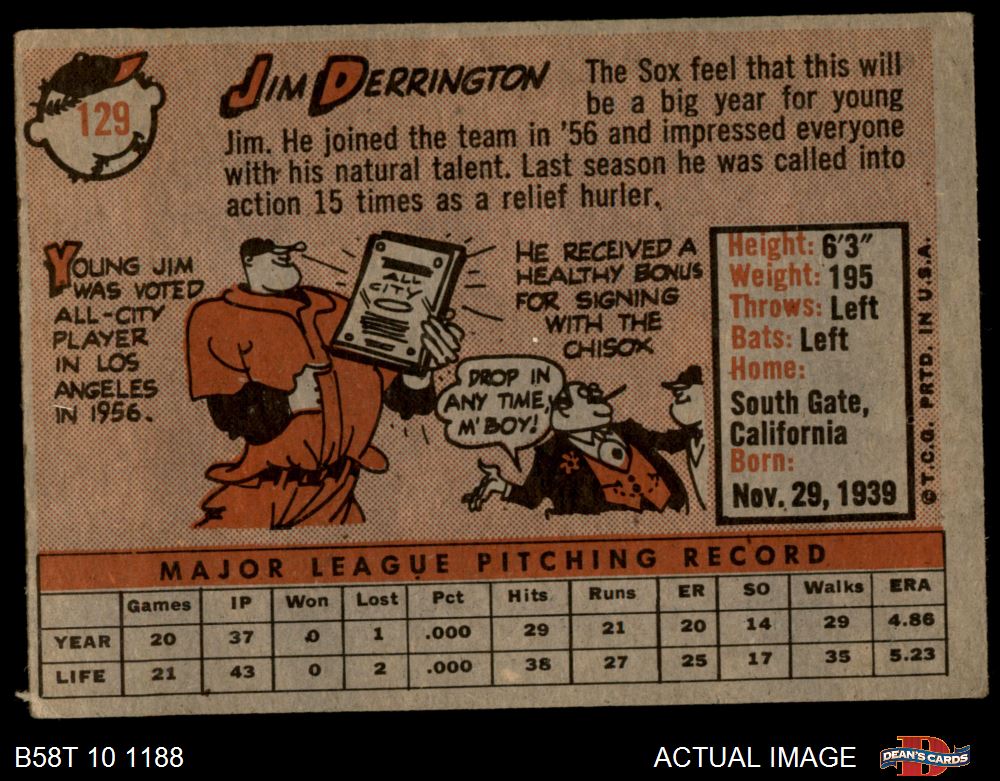 129
JIM DERRINGTON
The Sox feel that this will
be a big year for young
Jim. He joined the team in '56 and impressed everyone
with his natural talent. Last season he was called into
action 15 times as a relief hurler.
YOUNG JIM
WAS VOTED
ALL-CITY
PLAYER
IN LOS
ANGELES
IN 1956.
ALL
CITY
HE RECEIVED A
HEALTHY BONUS
FOR SIGNING
WITH THE
CHISOX
DROP IN
ANY TIME,
M'BOY!
Height: 6'3"
Weight: 195
Throws: Left
Bats: Left
Home:
South Gate,
California
Born:
Nov. 29, 1939
©T.C.G. PRTD. IN U.S.A.
MAJOR LEAGUE PITCHING RECORD
Games IP Won Lost Pct Hits Runs ER SO Walks ERA
YEAR 20 37 0 1 .000 29 21 20 14 29 4.86
LIFE 21 43 0 2 .000 38 27 25 17 35 5.23
B58T 10 1188
ACTUAL IMAGE
DEAN'S CARDS